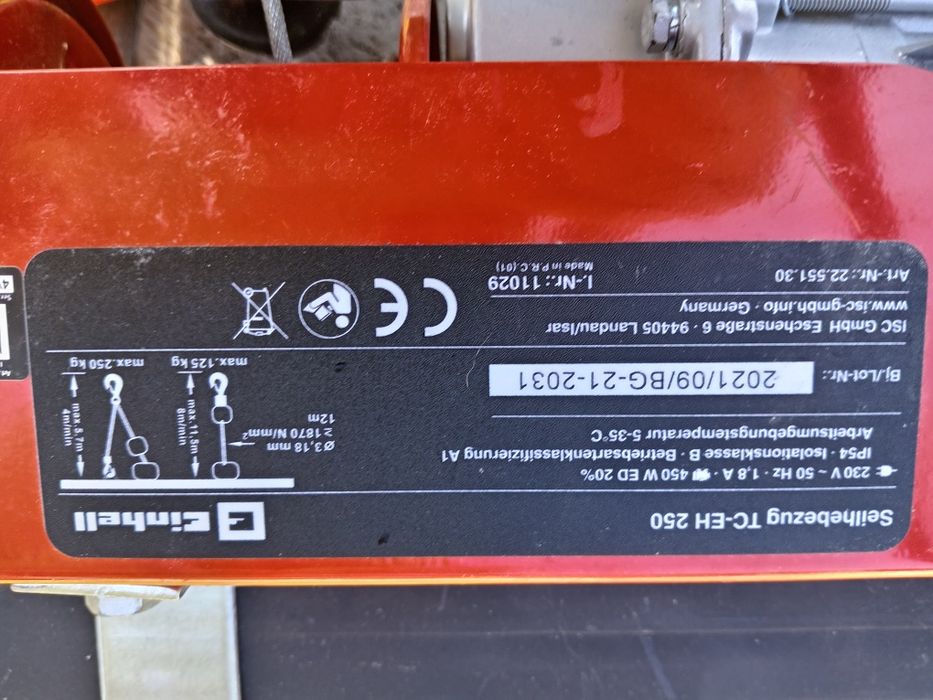 Seilhebezug TC-EH 250
Einhell
230 V ~ 50 Hz · 1,8 A · 450 W ED 20%
IP54 · Isolationsklasse B · Betriebsartenklassifizierung A1
Arbeitsumgebungstemperatur 5-35°C
Bj./Lot-Nr.: 2021/09/BG-21-2031
ISC GmbH Eschenstraße 6 · 94405 Landau/Isar
www.isc-gmbh.info · Germany
Art.-Nr.: 22.551.30
I.-Nr.: 11029
Made in P.R.C.(01)
CE
Ø3,18 mm
≥1870 N/mm²
12m
max.11,5m
8m/min
max.125 kg
max.5,7m
4m/min
max.250 kg